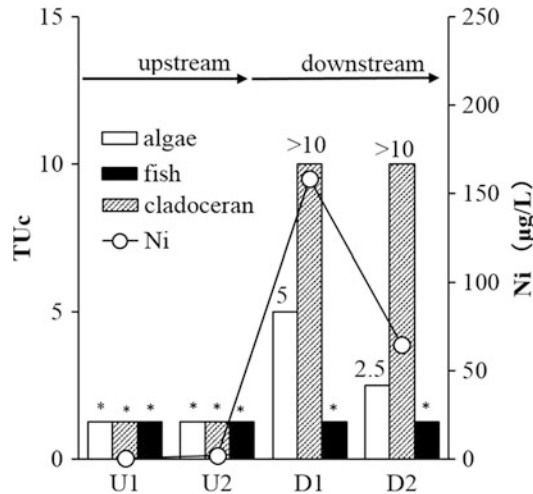 15
10
5
0
TUc
upstream
downstream
algae
fish
cladoceran
Ni
* * *
* * *
5
>10
*
2.5
>10
*
U1
U2
D1
D2
250
200
150
100
50
0
Ni (µg/L)